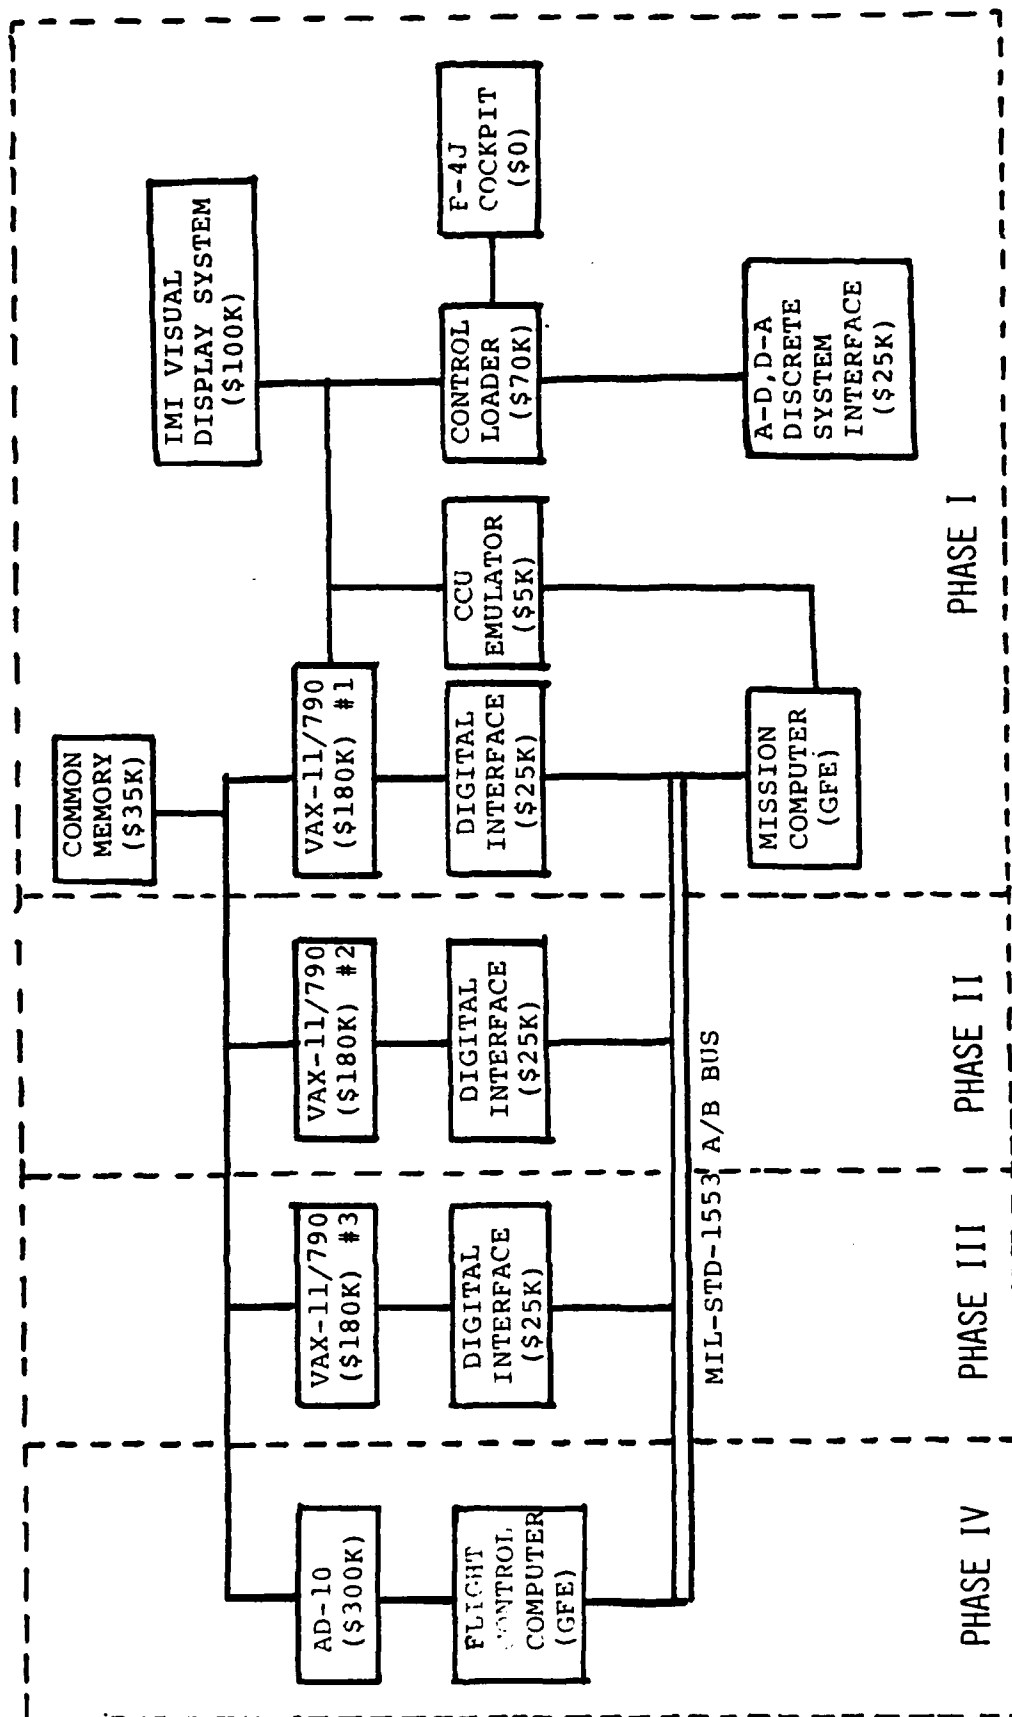 COMMON
MEMORY
($35K)
IMI VISUAL
DISPLAY SYSTEM
($100K)
AD-10
($300K)
VAX-11/790
($180K) #3
VAX-11/790
($180K) #2
VAX-11/790
($180K) #1
FLIGHT
CONTROL
COMPUTER
(GFE)
DIGITAL
INTERFACE
($25K)
DIGITAL
INTERFACE
($25K)
DIGITAL
INTERFACE
($25K)
CCU
EMULATOR
($5K)
CONTROL
LOADER
($70K)
F-4J
COCKPIT
($0)
MIL-STD-1553 A/B BUS
MISSION
COMPUTER
(GFE)
A-D,D-A
DISCRETE
SYSTEM
INTERFACE
($25K)
PHASE IV
PHASE III
PHASE II
PHASE I